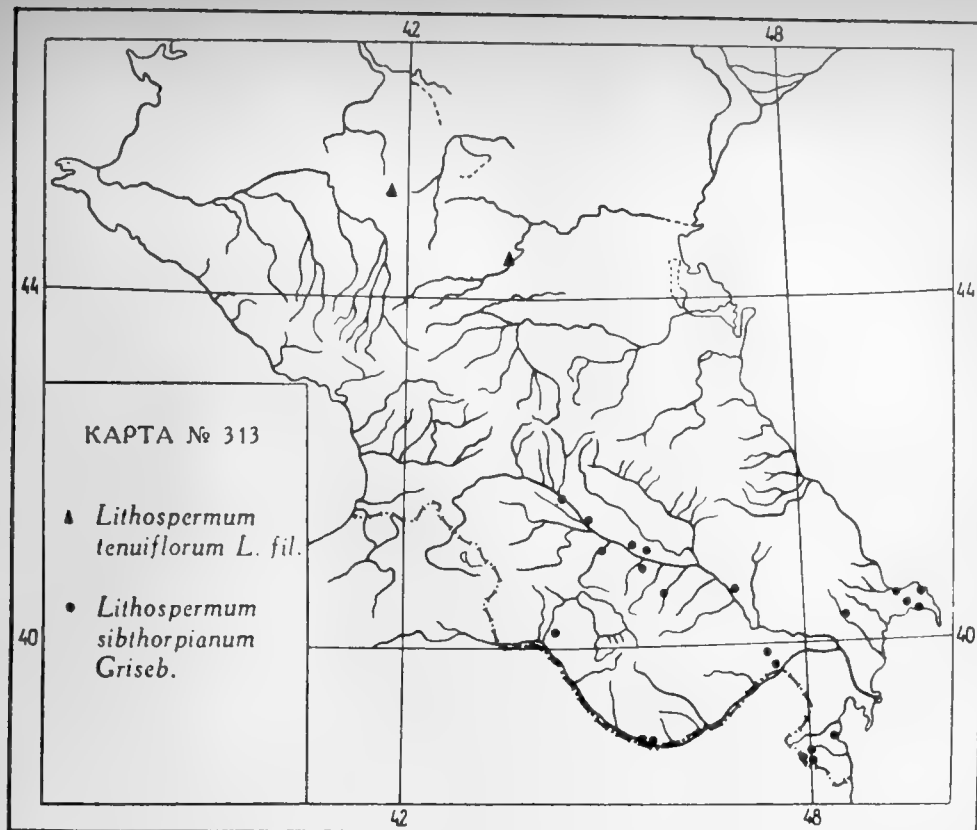 42 48
44 44
КАРТА № 313
Lithospermum
tenuiflorum L. fil.
Lithospermum
sibthorpianum
Griseb.
40 40
42 48